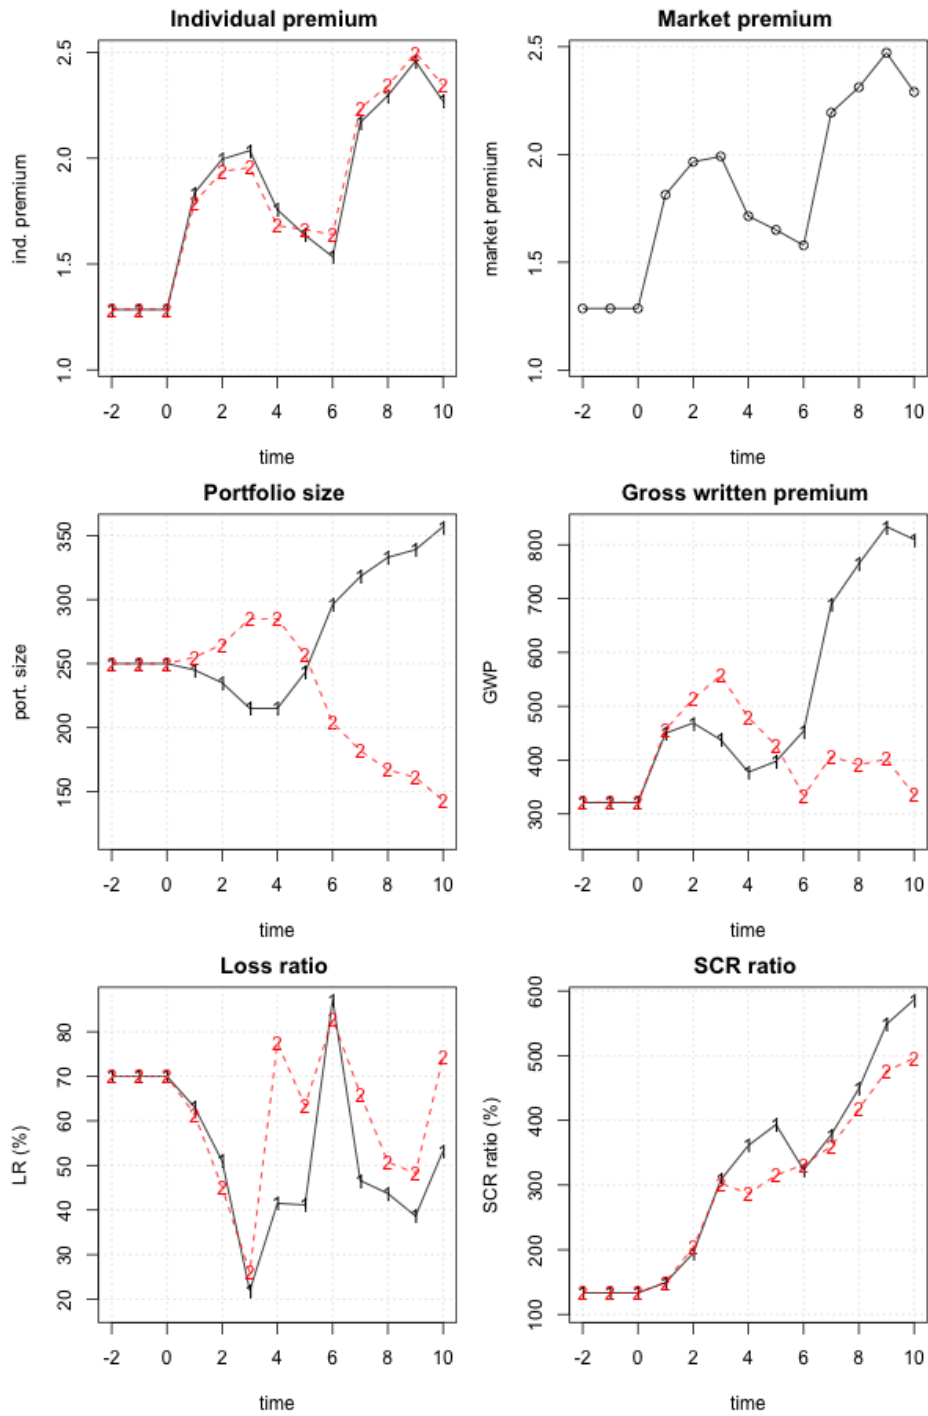 Individual premium
ind. premium
2.5
2.0
1.5
1.0
-2 0 2 4 6 8 10
time
Market premium
market premium
2.5
2.0
1.5
1.0
-2 0 2 4 6 8 10
time
Portfolio size
port. size
350
300
250
200
150
-2 0 2 4 6 8 10
time
Gross written premium
GWP
800
700
600
500
400
300
-2 0 2 4 6 8 10
time
Loss ratio
LR (%)
80
70
60
50
40
30
20
-2 0 2 4 6 8 10
time
SCR ratio
SCR ratio (%)
600
500
400
300
200
100
-2 0 2 4 6 8 10
time